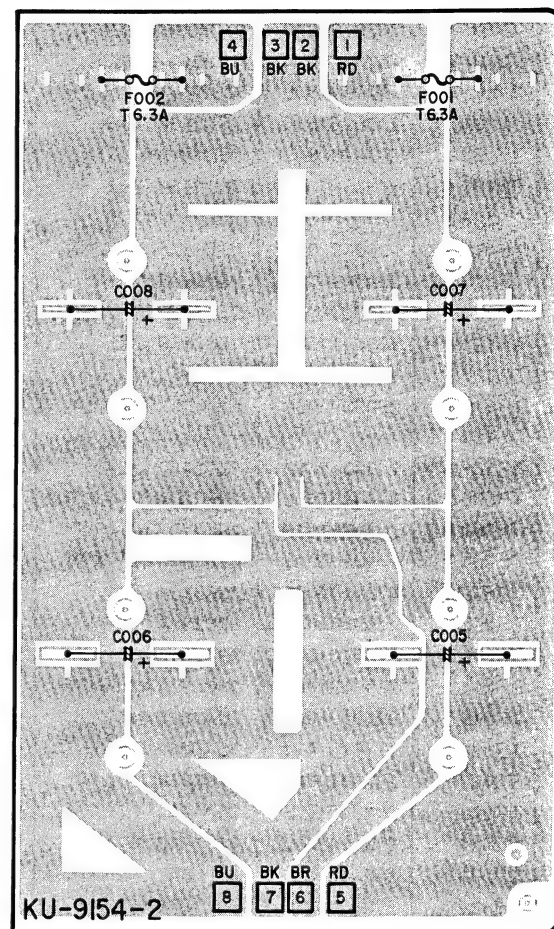 4 3 2 1
BU BK BK RD
F002 F001
T6.3A T6.3A
C008 C007
+ +
C006 C005
+ +
BU BK BR RD
8 7 6 5
KU-9154-2